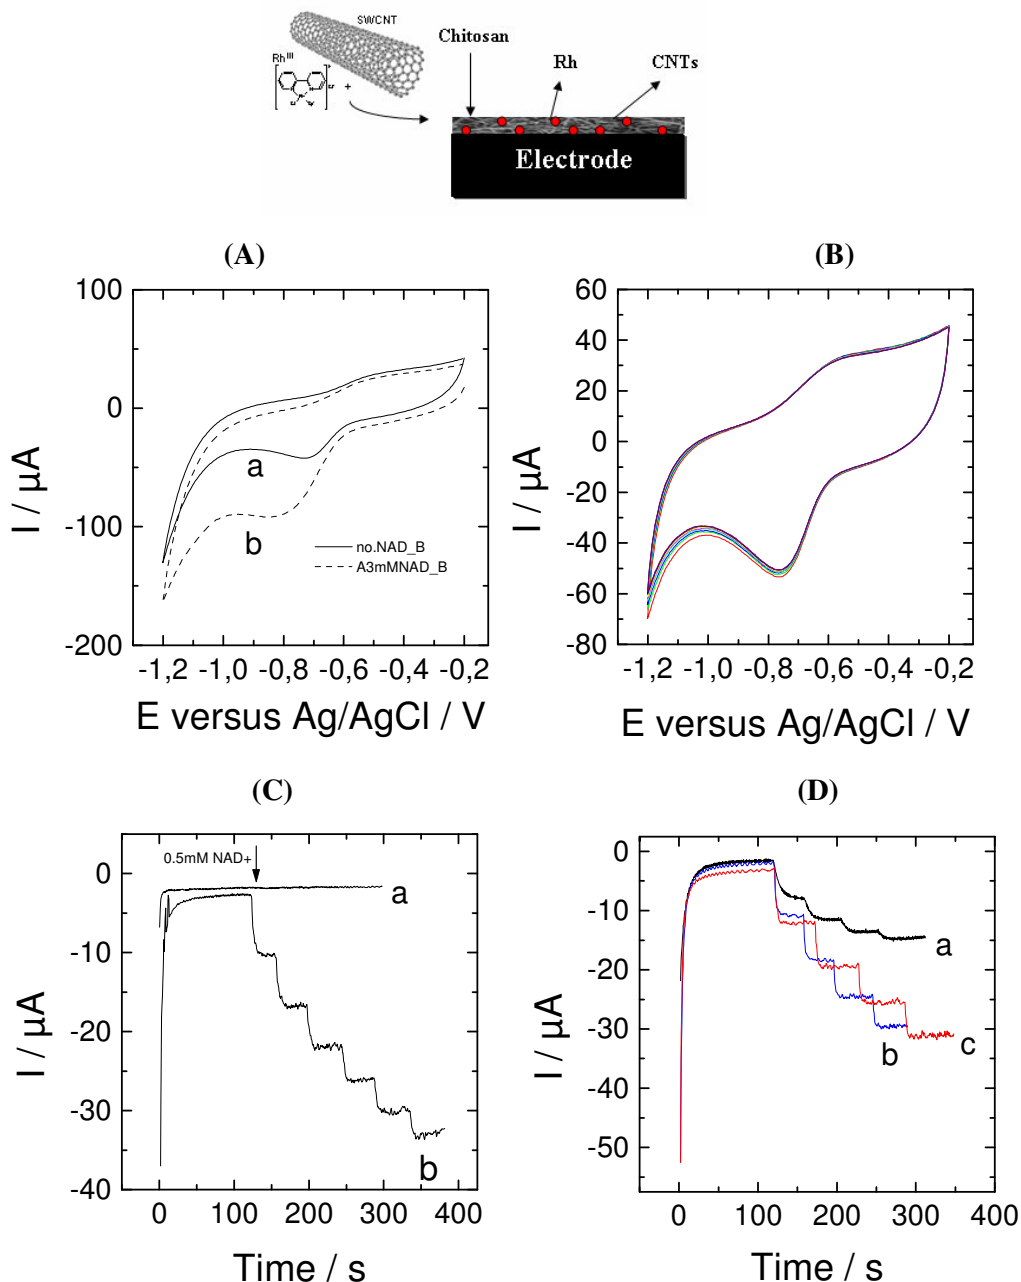 SWCNT
Rh III
Chitosan
Rh
CNTs
+
Electrode
(A)
(B)
100
0
-100
-200
I / µA
a
b
no.NAD_B
A3mMNAD_B
-1,2 -1,0 -0,8 -0,6 -0,4 -0,2
E versus Ag/AgCl / V
60
40
20
0
-20
-40
-60
-80
I / µA
-1,2 -1,0 -0,8 -0,6 -0,4 -0,2
E versus Ag/AgCl / V
(C)
(D)
0
-10
-20
-30
-40
I / µA
0.5mM NAD+
a
b
0 100 200 300 400
Time / s
0
-10
-20
-30
-40
-50
I / µA
a
b
c
0 100 200 300 400
Time / s